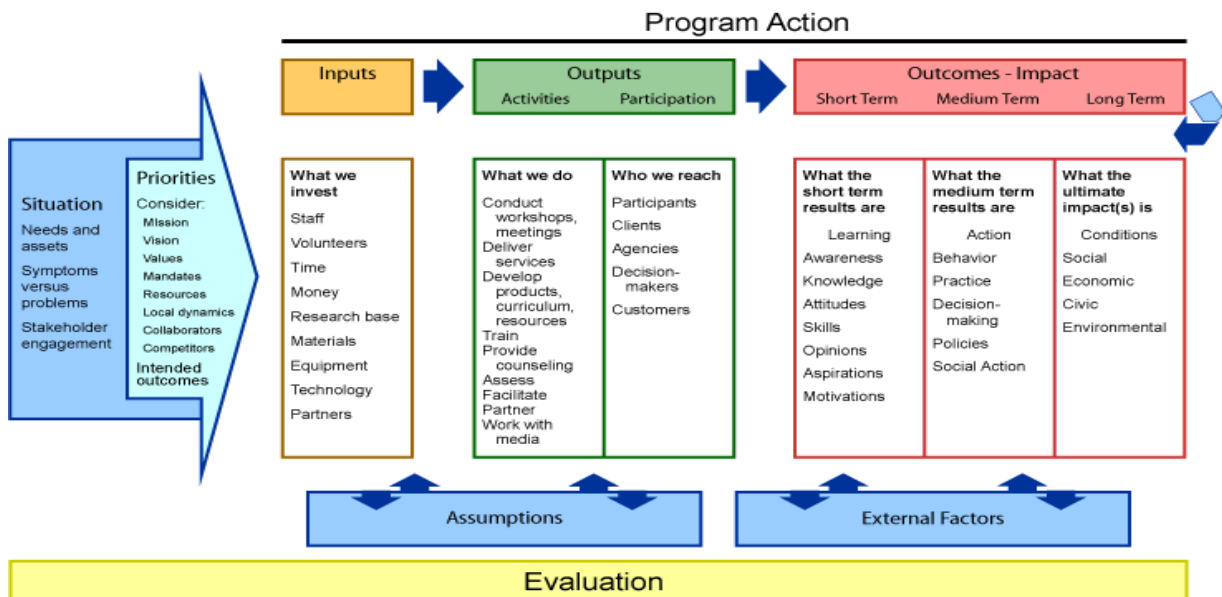 Program Action
Inputs
Outputs
Activities
Participation
Outcomes - Impact
Short Term
Medium Term
Long Term
Situation
Needs and
assets
Symptoms
versus
problems
Stakeholder
engagement
Priorities
Consider:
MIssion
Vision
Values
Mandates
Resources
Local dynamics
Collaborators
Competitors
Intended
outcomes
What we
invest
Staff
Volunteers
Time
Money
Research base
Materials
Equipment
Technology
Partners
What we do
Conduct
workshops,
meetings
Deliver
services
Develop
products,
curriculum,
resources
Train
Provide
counseling
Assess
Facilitate
Partner
Work with
media
Who we reach
Participants
Clients
Agencies
Decision-
makers
Customers
What the
short term
results are
Learning
Awareness
Knowledge
Attitudes
Skills
Opinions
Aspirations
Motivations
What the
medium term
results are
Action
Behavior
Practice
Decision-
making
Policies
Social Action
What the
ultimate
impact(s) is
Conditions
Social
Economic
Civic
Environmental
Assumptions
External Factors
Evaluation